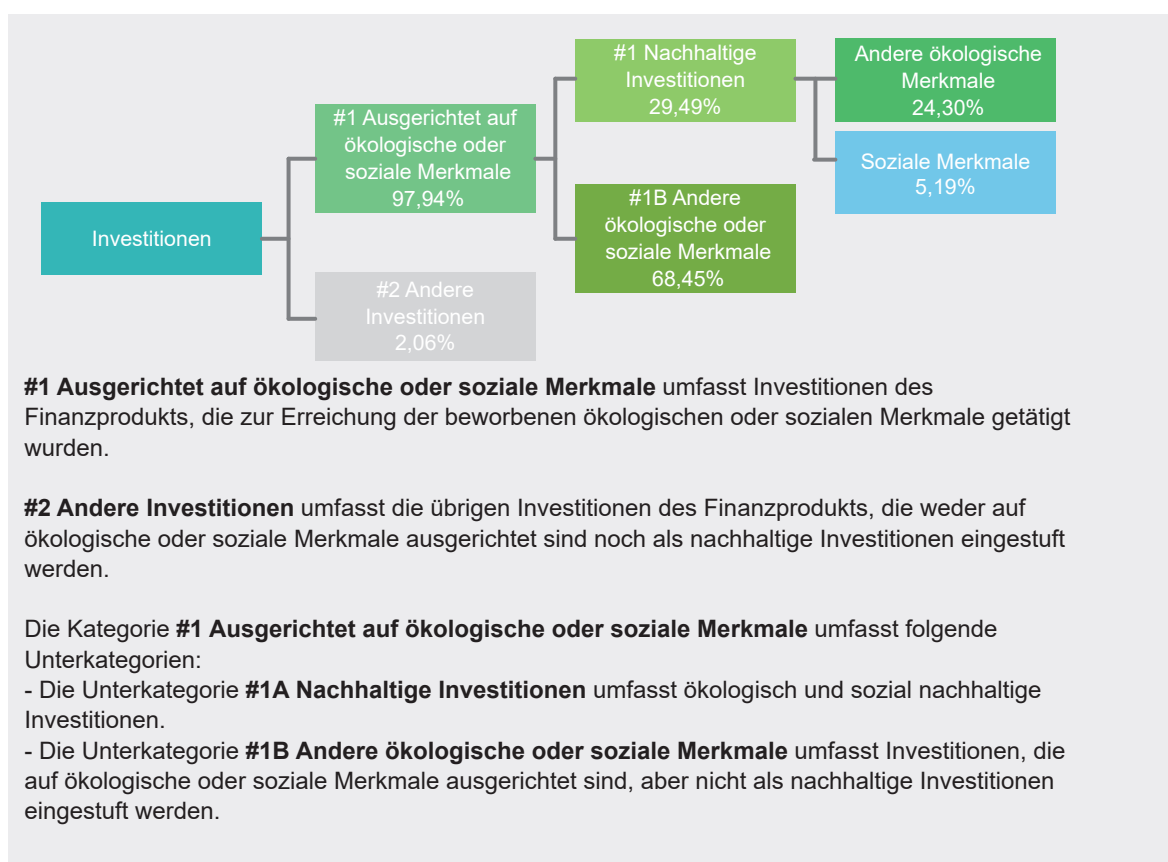 Investitionen
#1 Ausgerichtet auf
ökologische oder
soziale Merkmale
97,94%
#2 Andere
Investitionen
2,06%
#1 Nachhaltige
Investitionen
29,49%
#1B Andere
ökologische oder
soziale Merkmale
68,45%
Andere ökologische
Merkmale
24,30%
Soziale Merkmale
5,19%
#1 Ausgerichtet auf ökologische oder soziale Merkmale umfasst Investitionen des
Finanzprodukts, die zur Erreichung der beworbenen ökologischen oder sozialen Merkmale getätigt
wurden.
#2 Andere Investitionen umfasst die übrigen Investitionen des Finanzprodukts, die weder auf
ökologische oder soziale Merkmale ausgerichtet sind noch als nachhaltige Investitionen eingestuft
werden.
Die Kategorie #1 Ausgerichtet auf ökologische oder soziale Merkmale umfasst folgende
Unterkategorien:
- Die Unterkategorie #1A Nachhaltige Investitionen umfasst ökologisch und sozial nachhaltige
Investitionen.
- Die Unterkategorie #1B Andere ökologische oder soziale Merkmale umfasst Investitionen, die
auf ökologische oder soziale Merkmale ausgerichtet sind, aber nicht als nachhaltige Investitionen
eingestuft werden.